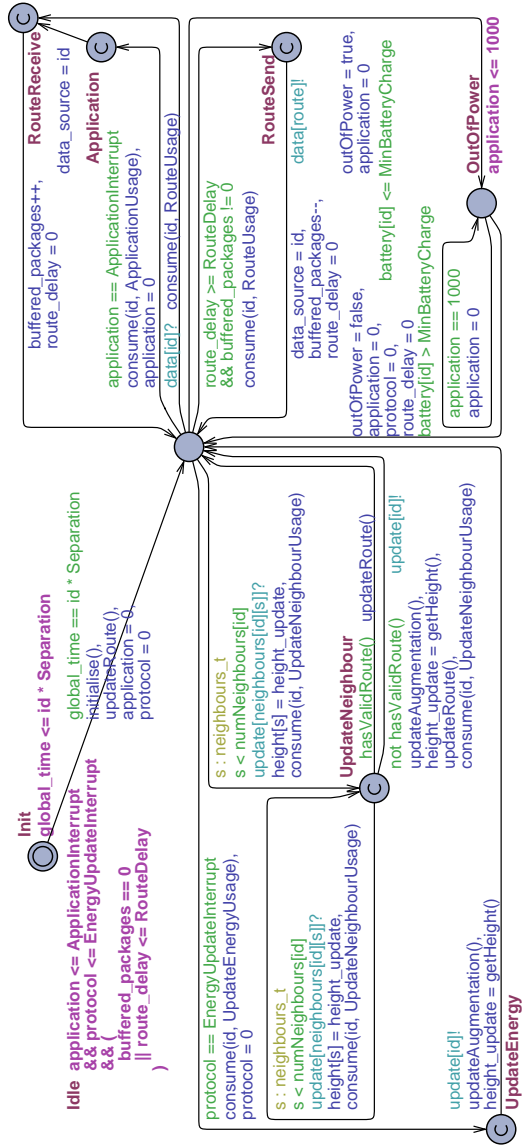 Init
global_time <= id * Separation
global_time == id * Separation
initialise(),
updateRoute(),
application = 0,
protocol = 0
Idle
application <= ApplicationInterrupt
&& protocol <= EnergyUpdateInterrupt
&& (
buffered_packages == 0
|| route_delay <= RouteDelay
)
buffered_packages++,
route_delay = 0
C
RouteReceive
data_source = id
C
Application
application == ApplicationInterrupt
consume(id, ApplicationUsage),
application = 0
data[id]?
consume(id, RouteUsage)
route_delay >= RouteDelay
&& buffered_packages != 0
consume(id, RouteUsage)
C
RouteSend
data[route]!
data_source = id,
buffered_packages--,
route_delay = 0
outOfPower = true,
application = 0
battery[id] <= MinBatteryCharge
outOfPower = false,
application = 0,
protocol = 0,
route_delay = 0
battery[id] > MinBatteryCharge
application == 1000
application = 0
OutOfPower
application <= 1000
s : neighbours_t
s < numNeighbours[id]
update[neighbours[id][s]]?
height[s] = height_update,
consume(id, UpdateNeighbourUsage)
UpdateNeighbour
C
hasValidRoute()
updateRoute()
not hasValidRoute()
update[id]!
updateAugmentation(),
height_update = getHeight(),
updateRoute(),
consume(id, UpdateNeighbourUsage)
protocol == EnergyUpdateInterrupt
consume(id, UpdateEnergyUsage),
protocol = 0
s : neighbours_t
s < numNeighbours[id]
update[neighbours[id][s]]?
height[s] = height_update,
consume(id, UpdateNeighbourUsage)
update[id]!
updateAugmentation(),
height_update = getHeight()
C
UpdateEnergy